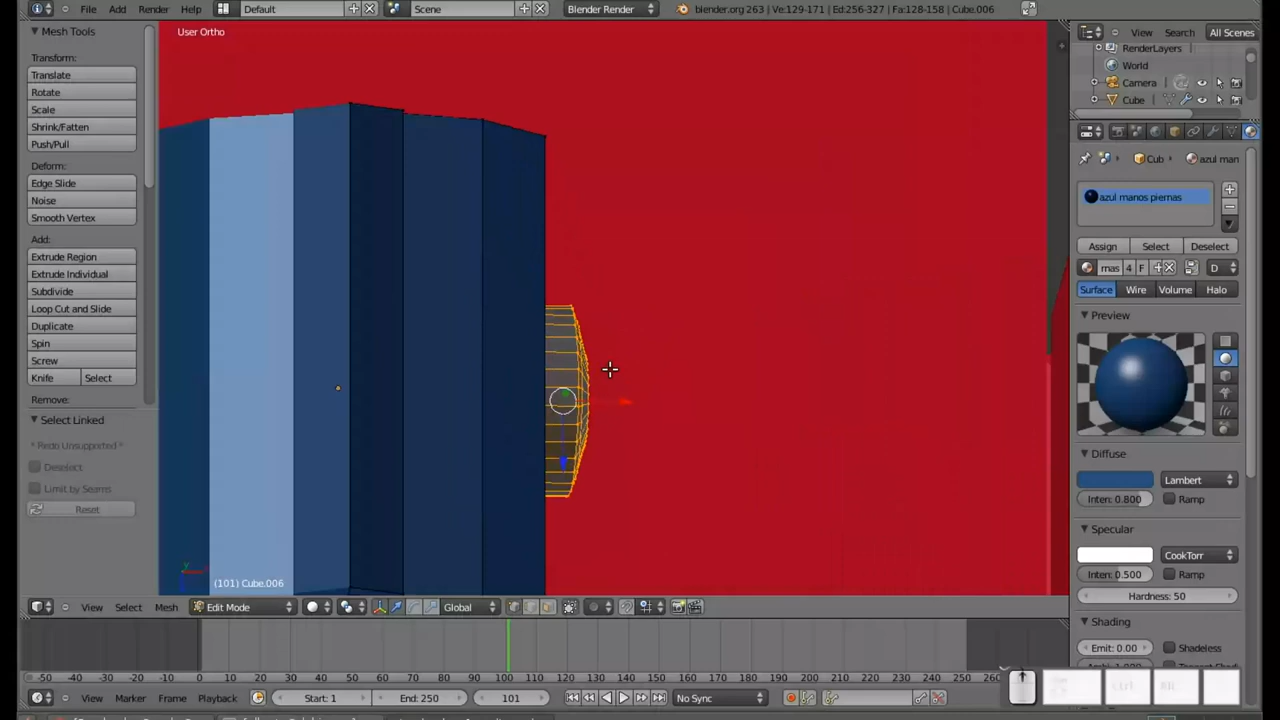 File Add Render Help Default Scene Blender Render blender.org 263 | Ve:129-171 | Ed:256-327 | Fa:128-158 | Cube.006
Mesh Tools
User Ortho
Transform:
Translate
Rotate
Scale
Shrink/Fatten
Push/Pull
Deform:
Edge Slide
Noise
Smooth Vertex
Add:
Extrude Region
Extrude Individual
Subdivide
Loop Cut and Slide
Duplicate
Spin
Screw
Knife Select
Remove:
Select Linked
* Redo Unsupported *
Deselect
Limit by Seams
Reset
y
(101) Cube.006
View Select Mesh Edit Mode Global
-50 -40 -30 -20 -10 0 10 20 30 40 50 60 70 80 90 100 110 120 130 140 150 160 170 180 190 200 210 220 230 240 250 26
View Marker Frame Playback Start: 1 End: 250 101 No Sync
View Search All Scenes
RenderLayers
World
Camera
Cube
Cub azul man
azul manos piernas
Assign Select Deselect
mas 4 F D
Surface Wire Volume Halo
Preview
Diffuse
Lambert
Inten: 0.800 Ramp
Specular
CookTorr
Inten: 0.500 Ramp
Hardness: 50
Shading
Emit: 0.00 Shadeless
Ctrl